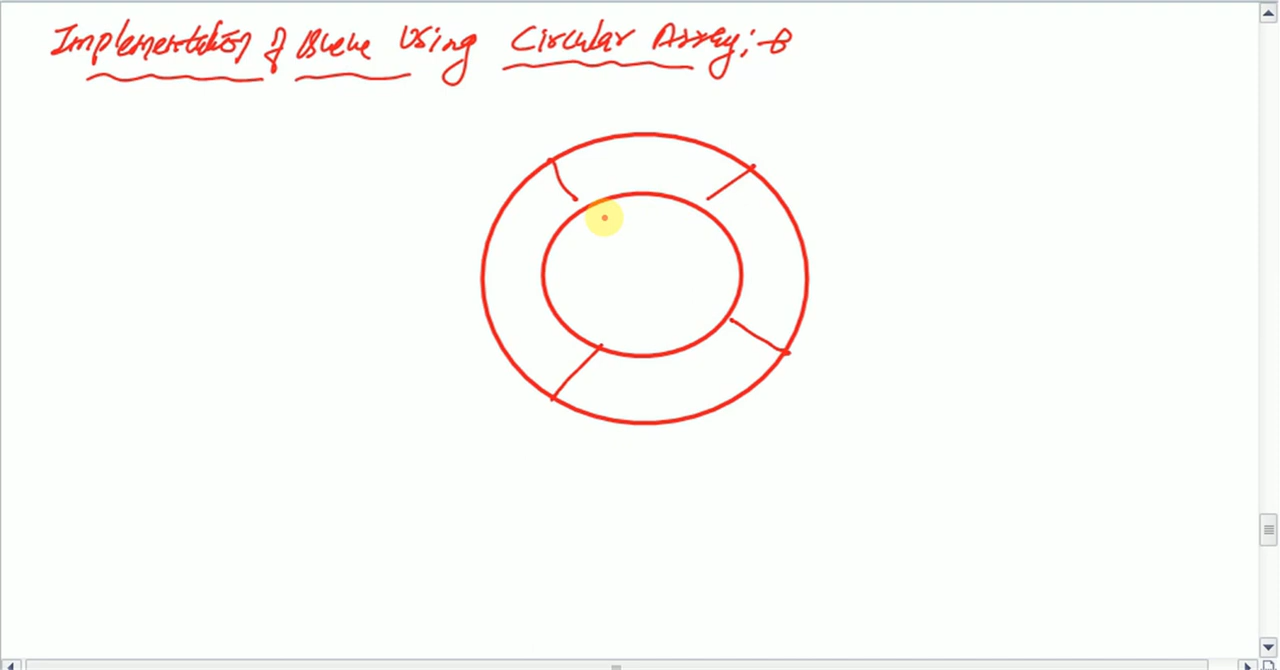 Implementation of Queue Using Circular Array :-